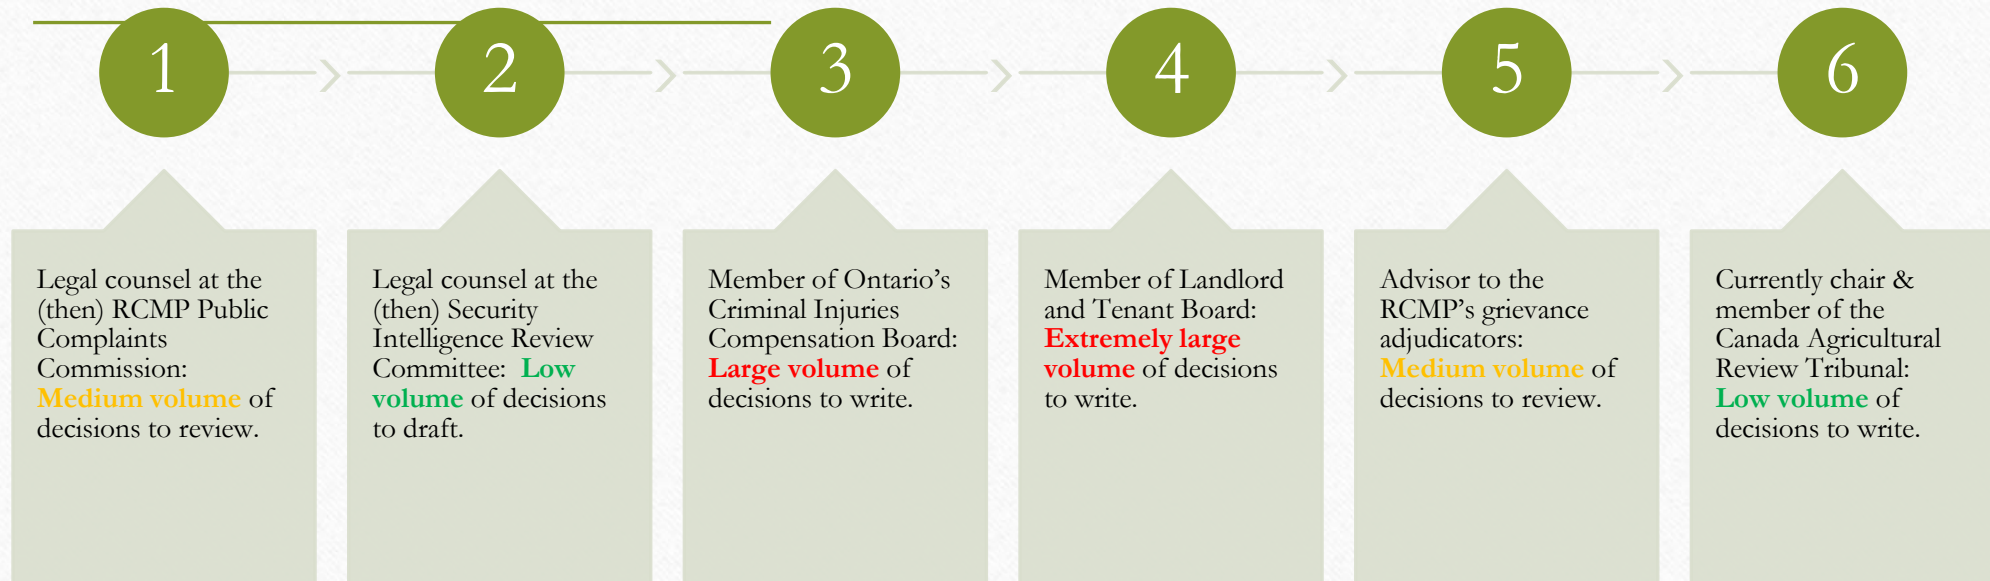 1
2
3
4
5
6
Legal counsel at the
(then) RCMP Public
Complaints
Commission:
Medium volume of
decisions to review.
Legal counsel at the
(then) Security
Intelligence Review
Committee:  Low
volume of decisions
to draft.
Member of Ontario’s
Criminal Injuries
Compensation Board:
Large volume of
decisions to write.
Member of Landlord
and Tenant Board:
Extremely large
volume of decisions
to write.
Advisor to the
RCMP’s grievance
adjudicators:
Medium volume of
decisions to review.
Currently chair &
member of the
Canada Agricultural
Review Tribunal:
Low volume of
decisions to write.